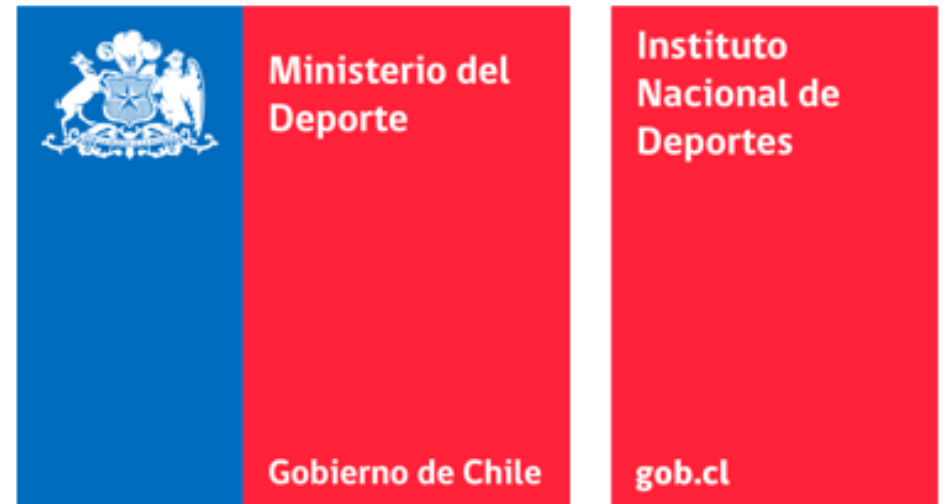 Ministerio del
Deporte
Gobierno de Chile
Instituto
Nacional de
Deportes
gob.cl